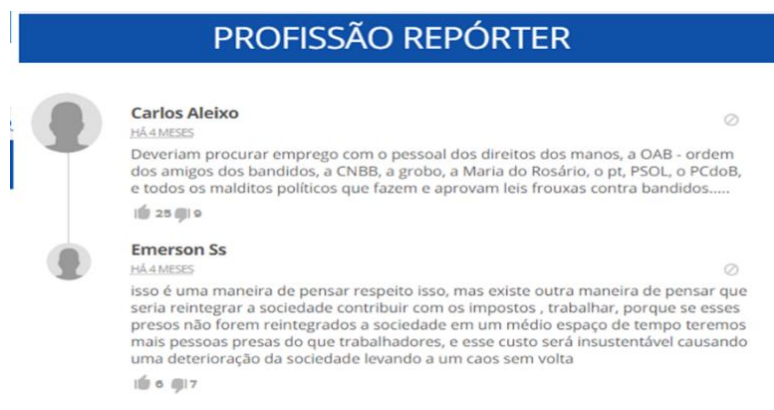 PROFISSÃO REPÓRTER
Carlos Aleixo
HÁ 4 MESES
Deveriam procurar emprego com o pessoal dos direitos dos manos, a OAB - ordem
dos amigos dos bandidos, a CNBB, a grobo, a Maria do Rosário, o pt, PSOL, o PCdoB,
e todos os malditos políticos que fazem e aprovam leis frouxas contra bandidos.....
25 9
Emerson Ss
HÁ 4 MESES
isso é uma maneira de pensar respeito isso, mas existe outra maneira de pensar que
seria reintegrar a sociedade contribuir com os impostos , trabalhar, porque se esses
presos não forem reintegrados a sociedade em um médio espaço de tempo teremos
mais pessoas presas do que trabalhadores, e esse custo será insustentável causando
uma deterioração da sociedade levando a um caos sem volta
6 7